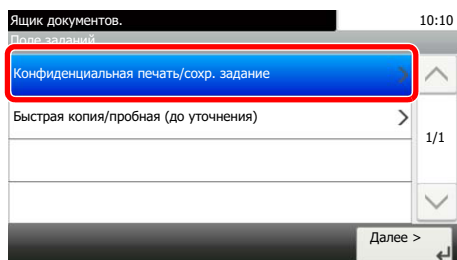 Ящик документов.
10:10
Поле заданий
Конфиденциальная печать/сохр. задание
Быстрая копия/пробная (до уточнения)
1/1
Далее >